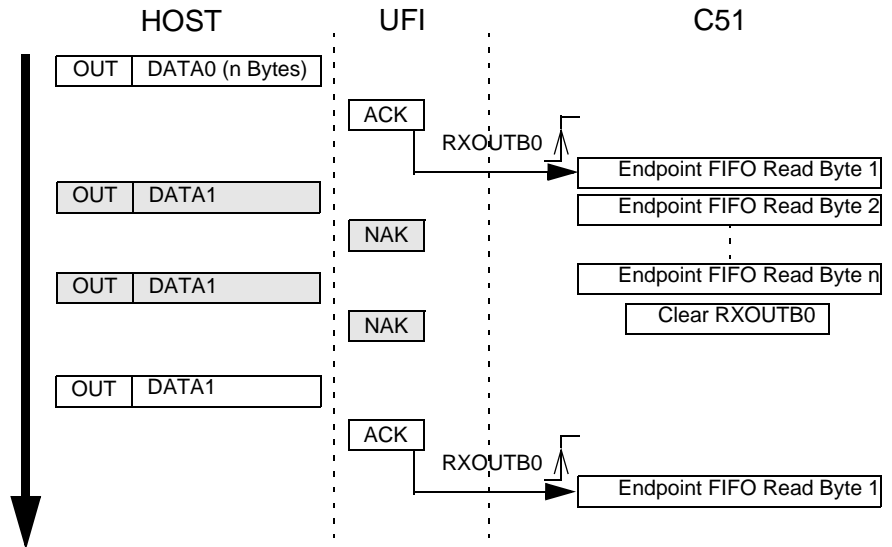 HOST UFI C51
OUT DATA0 (n Bytes)
ACK
RXOUTB0
Endpoint FIFO Read Byte 1
OUT DATA1
Endpoint FIFO Read Byte 2
NAK
OUT DATA1
Endpoint FIFO Read Byte n
NAK
Clear RXOUTB0
OUT DATA1
ACK
RXOUTB0
Endpoint FIFO Read Byte 1